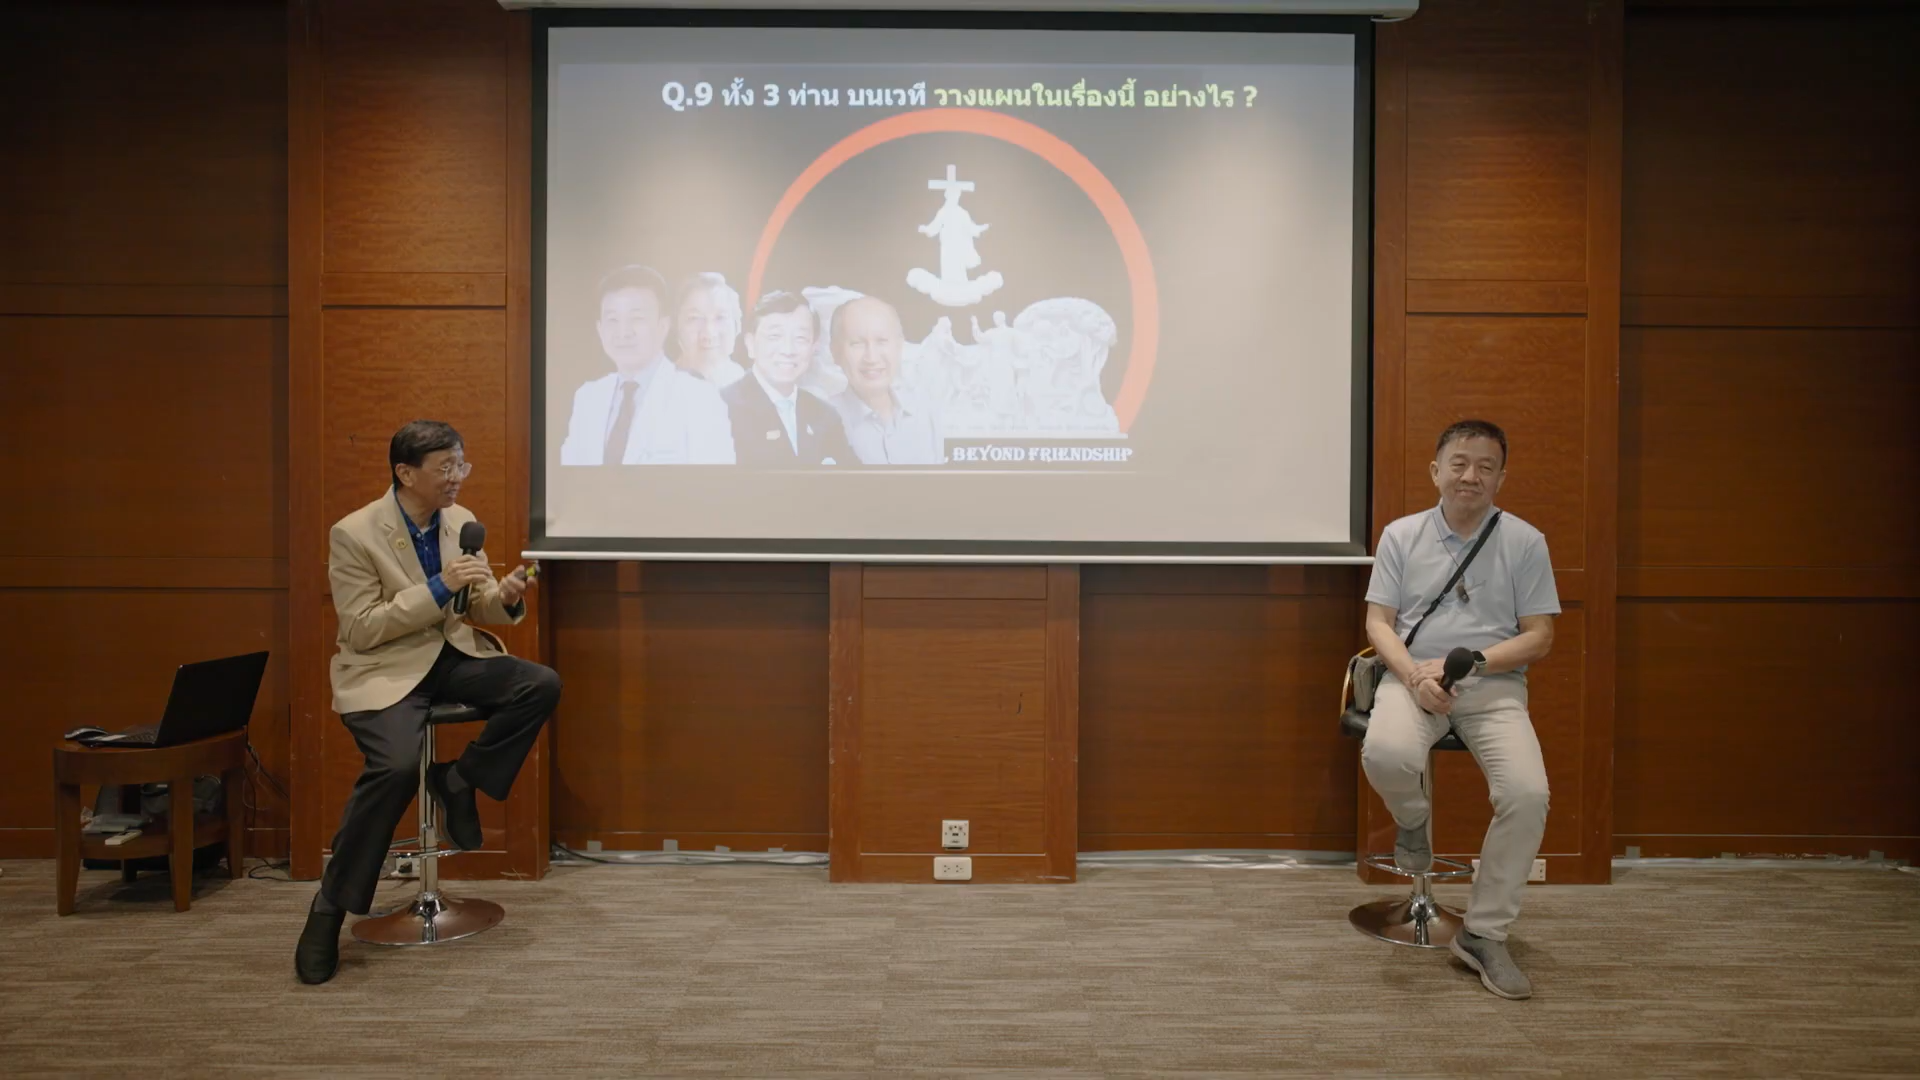 Q.9 ทั้ง 3 ท่าน บนเวที วางแผนในเรื่องนี้ อย่างไร ?
BEYOND FRIENDSHIP